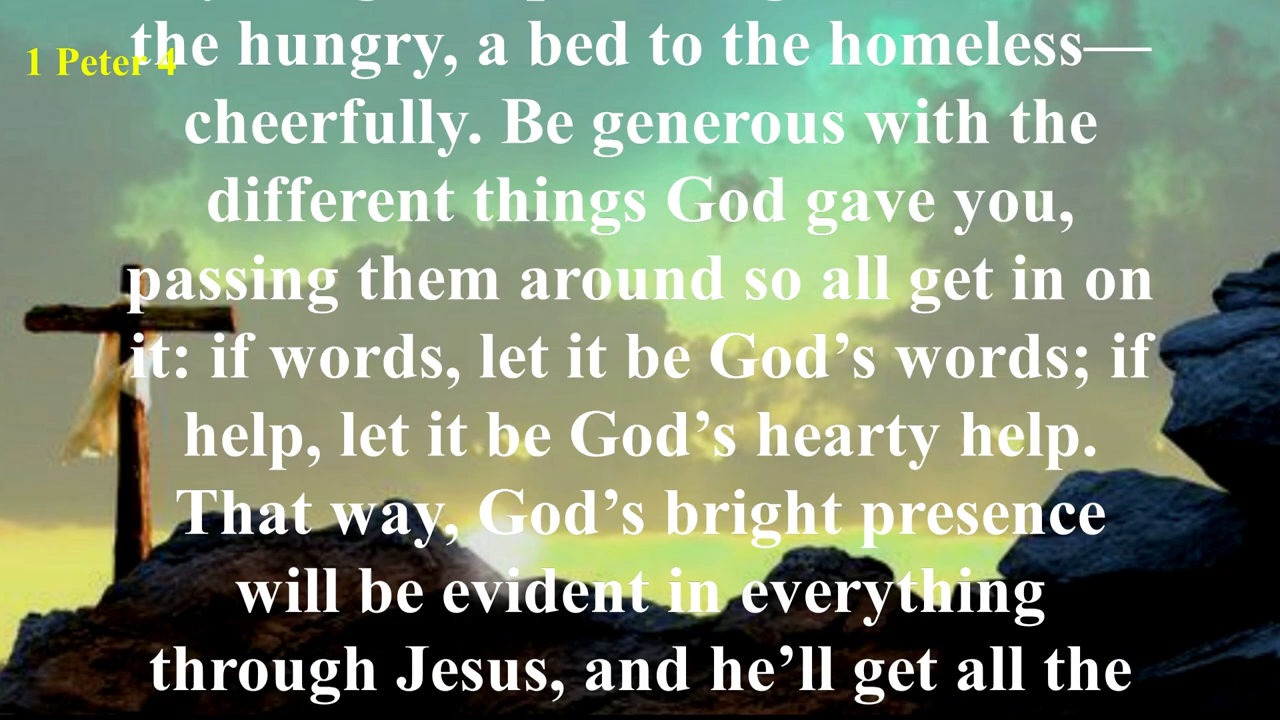 1 Peter 4
the hungry, a bed to the homeless—
cheerfully. Be generous with the
different things God gave you,
passing them around so all get in on
it: if words, let it be God’s words; if
help, let it be God’s hearty help.
That way, God’s bright presence
will be evident in everything
through Jesus, and he’ll get all the